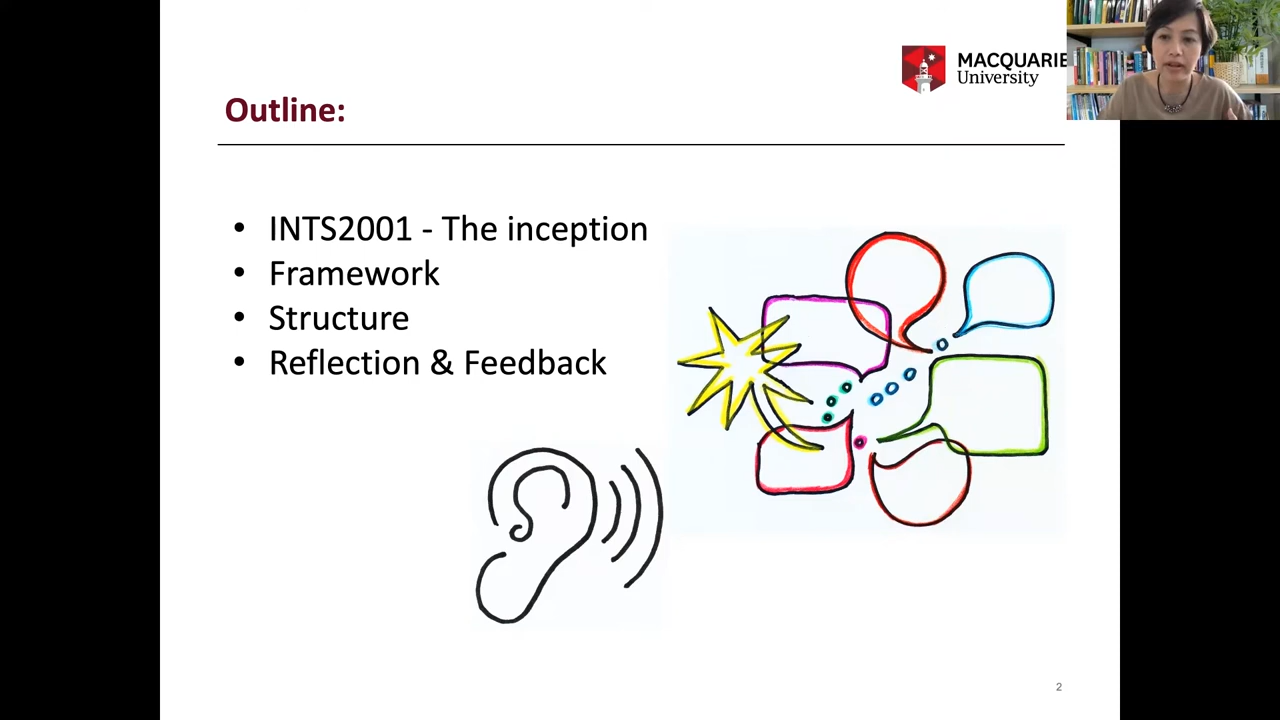 MACQUARIE
University
Outline:
• INTS2001 - The inception
• Framework
• Structure
• Reflection & Feedback
2